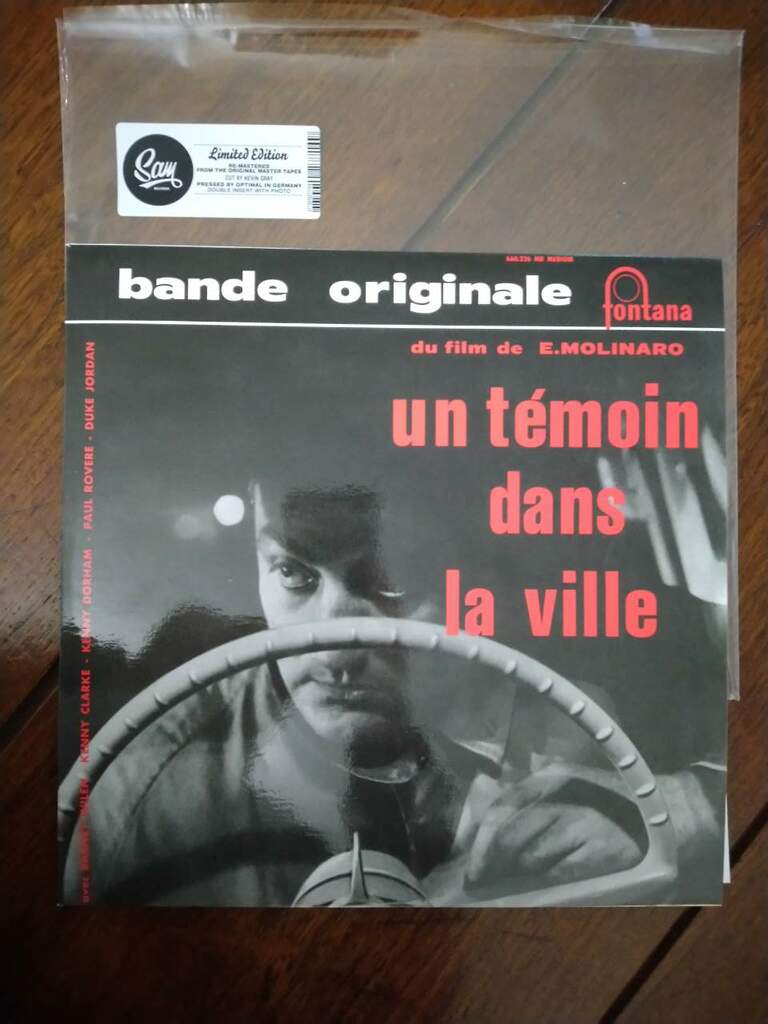 Sam
RECORDS
Limited Edition
RE-MASTERED
FROM THE ORIGINAL MASTER TAPES
CUT BY KEVIN GRAY
PRESSED BY OPTIMAL IN GERMANY
DOUBLE INSERT WITH PHOTO
bande originale
fontana
du film de E.MOLINARO
un témoin
dans
la ville
WILEN - KENNY CLARKE - KENNY DORHAM - PAUL ROVERE - DUKE JORDAN